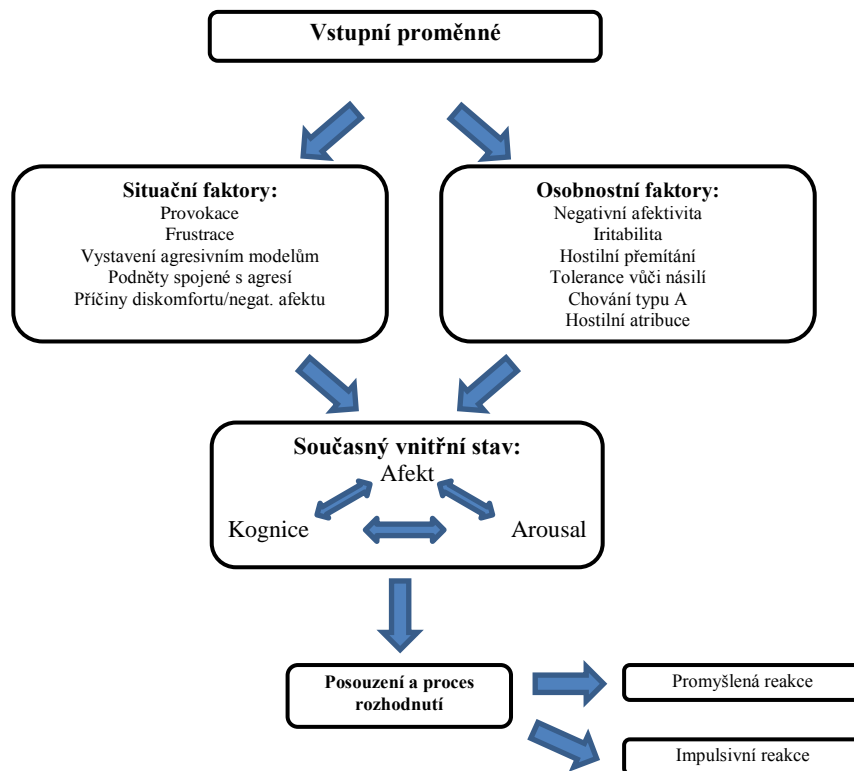 Vstupní proměnné
Situační faktory:
Provokace
Frustrace
Vystavení agresivním modelům
Podněty spojené s agresí
Příčiny diskomfortu/negat. afektu
Osobnostní faktory:
Negativní afektivita
Iritabilita
Hostilní přemítání
Tolerance vůči násilí
Chování typu A
Hostilní atribuce
Současný vnitřní stav:
Afekt
Kognice
Arousal
Posouzení a proces
rozhodnutí
Promyšlená reakce
Impulsivní reakce